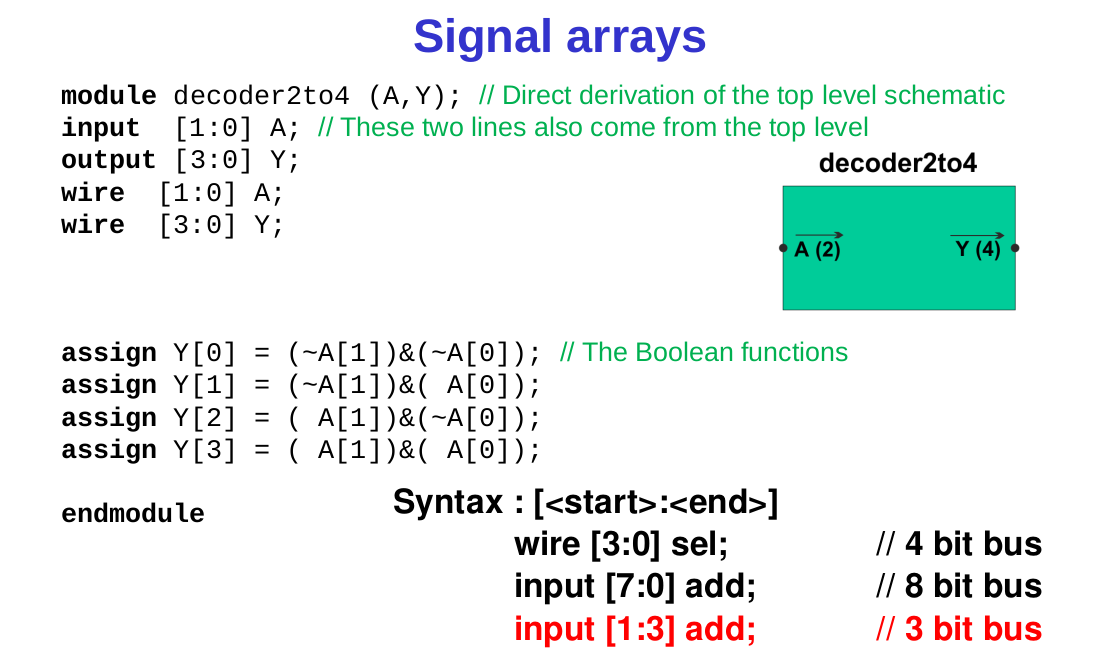 Signal arrays
module decoder2to4 (A,Y); // Direct derivation of the top level schematic
input [1:0] A; // These two lines also come from the top level
output [3:0] Y;
wire [1:0] A;
wire [3:0] Y;
decoder2to4
A (2)
Y (4)
assign Y[0] = (~A[1])&(~A[0]); // The Boolean functions
assign Y[1] = (~A[1])&( A[0]);
assign Y[2] = ( A[1])&(~A[0]);
assign Y[3] = ( A[1])&( A[0]);
endmodule
Syntax : [<start>:<end>]
wire [3:0] sel; // 4 bit bus
input [7:0] add; // 8 bit bus
input [1:3] add; // 3 bit bus